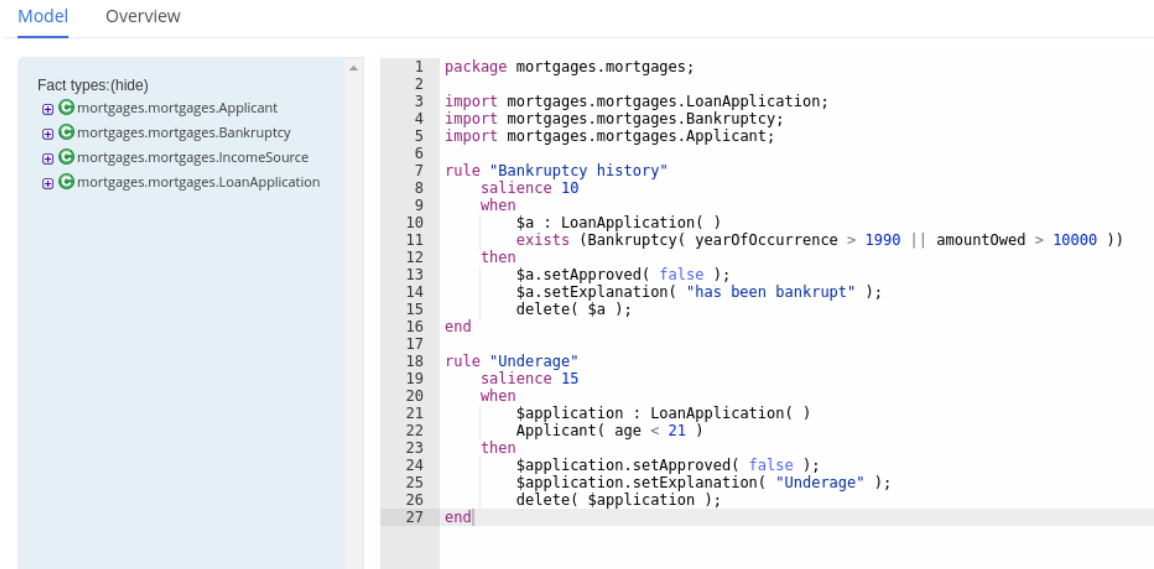 Model Overview
Fact types:(hide)
mortgages.mortgages.Applicant
mortgages.mortgages.Bankruptcy
mortgages.mortgages.IncomeSource
mortgages.mortgages.LoanApplication
1 package mortgages.mortgages;
2
3 import mortgages.mortgages.LoanApplication;
4 import mortgages.mortgages.Bankruptcy;
5 import mortgages.mortgages.Applicant;
6
7 rule "Bankruptcy history"
8     salience 10
9     when
10         $a : LoanApplication( )
11         exists (Bankruptcy( yearOfOccurrence > 1990 || amountOwed > 10000 ))
12     then
13         $a.setApproved( false );
14         $a.setExplanation( "has been bankrupt" );
15         delete( $a );
16 end
17
18 rule "Underage"
19     salience 15
20     when
21         $application : LoanApplication( )
22         Applicant( age < 21 )
23     then
24         $application.setApproved( false );
25         $application.setExplanation( "Underage" );
26         delete( $application );
27 end